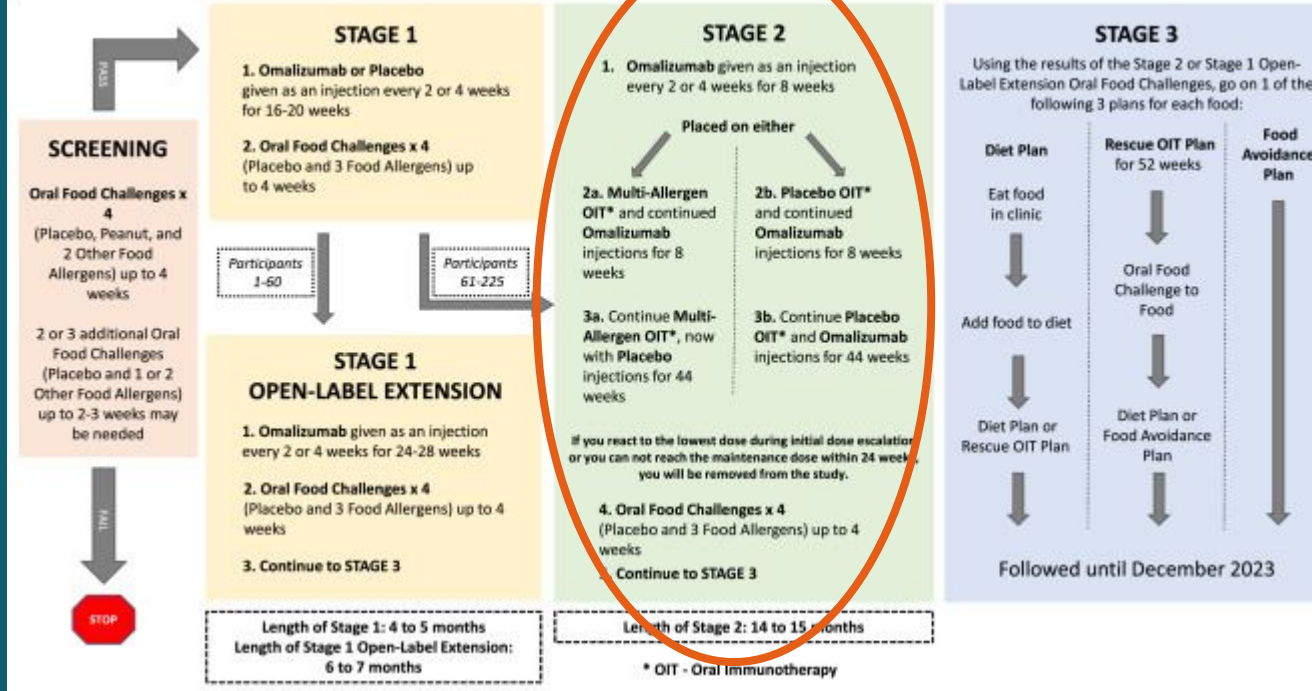 PASS
SCREENING
Oral Food Challenges x
4
(Placebo, Peanut, and
2 Other Food
Allergens) up to 4
weeks
2 or 3 additional Oral
Food Challenges
(Placebo and 1 or 2
Other Food Allergens)
up to 2-3 weeks may
be needed
FAIL
STOP
STAGE 1
1. Omalizumab or Placebo
given as an injection every 2 or 4 weeks
for 16-20 weeks
2. Oral Food Challenges x 4
(Placebo and 3 Food Allergens) up
to 4 weeks
Participants
1-60
Participants
61-225
STAGE 1
OPEN-LABEL EXTENSION
1. Omalizumab given as an injection
every 2 or 4 weeks for 24-28 weeks
2. Oral Food Challenges x 4
(Placebo and 3 Food Allergens) up to 4
weeks
3. Continue to STAGE 3
Length of Stage 1: 4 to 5 months
Length of Stage 1 Open-Label Extension:
6 to 7 months
STAGE 2
1. Omalizumab given as an injection
every 2 or 4 weeks for 8 weeks
Placed on either
2a. Multi-Allergen
OIT* and continued
Omalizumab
injections for 8
weeks
3a. Continue Multi-
Allergen OIT*, now
with Placebo
injections for 44
weeks
2b. Placebo OIT*
and continued
Omalizumab
injections for 8 weeks
3b. Continue Placebo
OIT* and Omalizumab
injections for 44 weeks
If you react to the lowest dose during initial dose escalation
or you can not reach the maintenance dose within 24 weeks,
you will be removed from the study.
4. Oral Food Challenges x 4
(Placebo and 3 Food Allergens) up to 4
weeks
Continue to STAGE 3
Length of Stage 2: 14 to 15 months
* OIT - Oral Immunotherapy
STAGE 3
Using the results of the Stage 2 or Stage 1 Open-
Label Extension Oral Food Challenges, go on 1 of the
following 3 plans for each food:
Diet Plan
Eat food
in clinic
Add food to diet
Diet Plan or
Rescue OIT Plan
Rescue OIT Plan
for 52 weeks
Oral Food
Challenge to
Food
Diet Plan or
Food Avoidance
Plan
Food
Avoidance
Plan
Followed until December 2023